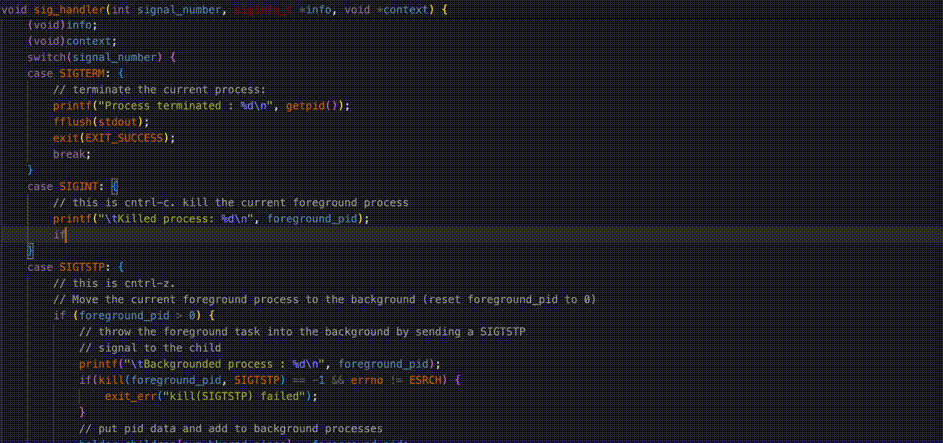 void sig_handler(int signal_number, siginfo_t *info, void *context) {
(void)info;
(void)context;
switch(signal_number) {
case SIGTERM: {
// terminate the current process:
printf("Process terminated : %d\n", getpid());
fflush(stdout);
exit(EXIT_SUCCESS);
break;
}
case SIGINT: {
// this is cntrl-c. kill the current foreground process
printf("\tKilled process: %d\n", foreground_pid);
if
}
case SIGTSTP: {
// this is cntrl-z.
// Move the current foreground process to the background (reset foreground_pid to 0)
if (foreground_pid > 0) {
// throw the foreground task into the background by sending a SIGTSTP
// signal to the child
printf("\tBackgrounded process : %d\n", foreground_pid);
if(kill(foreground_pid, SIGTSTP) == -1 && errno != ESRCH) {
exit_err("kill(SIGTSTP) failed");
}
// put pid data and add to background processes